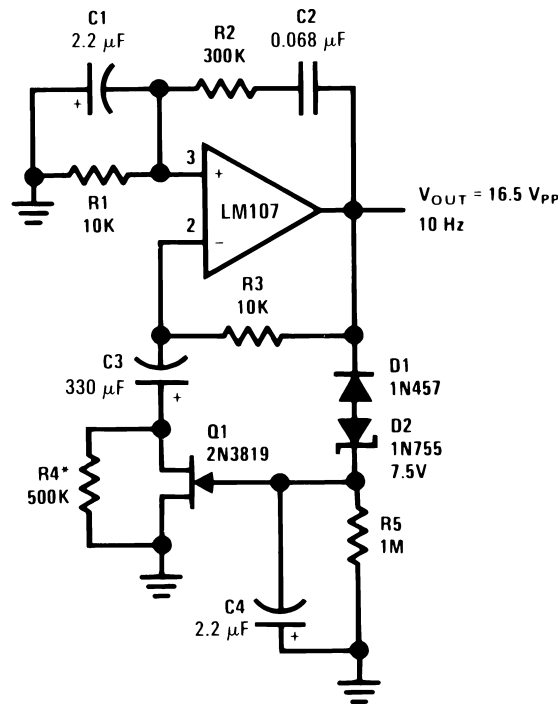 C1
2.2 μF
R2
300K
C2
0.068 μF
R1
10K
3
+
2
−
LM107
V_OUT = 16.5 V_PP
10 Hz
R3
10K
C3
330 μF
+
D1
1N457
D2
1N755
7.5V
Q1
2N3819
R4*
500K
R5
1M
C4
2.2 μF
+
+